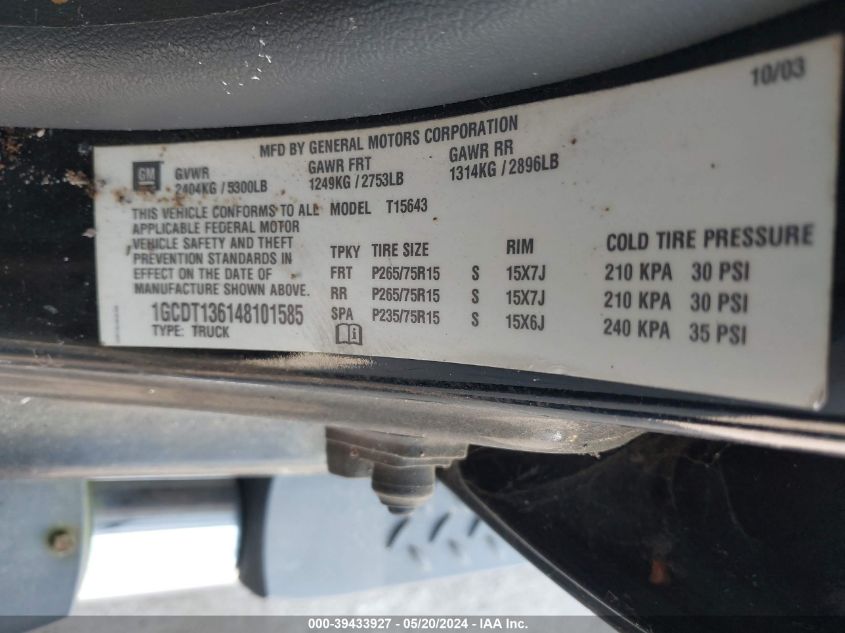 10/03
MFD BY GENERAL MOTORS CORPORATION
GM
GVWR GAWR FRT GAWR RR
2404KG / 5300LB 1249KG / 2753LB 1314KG / 2896LB
THIS VEHICLE CONFORMS TO ALL MODEL T15643
APPLICABLE FEDERAL MOTOR
VEHICLE SAFETY AND THEFT
PREVENTION STANDARDS IN
EFFECT ON THE DATE OF
MANUFACTURE SHOWN ABOVE.
1GCDT136148101585
TYPE: TRUCK
TPKY TIRE SIZE RIM COLD TIRE PRESSURE
FRT P265/75R15 S 15X7J 210 KPA 30 PSI
RR P265/75R15 S 15X7J 210 KPA 30 PSI
SPA P235/75R15 S 15X6J 240 KPA 35 PSI
000-39433927 - 05/20/2024 - IAA Inc.